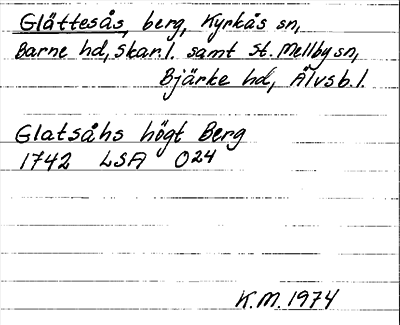 Glättesås, berg, Kyrkås sn,
Barne hd, Skar.l. samt St. Mellby sn,
Bjärke hd, Älvsb.l.
Glatsåhs högt Berg
1742 LSA O24
K.M. 1974